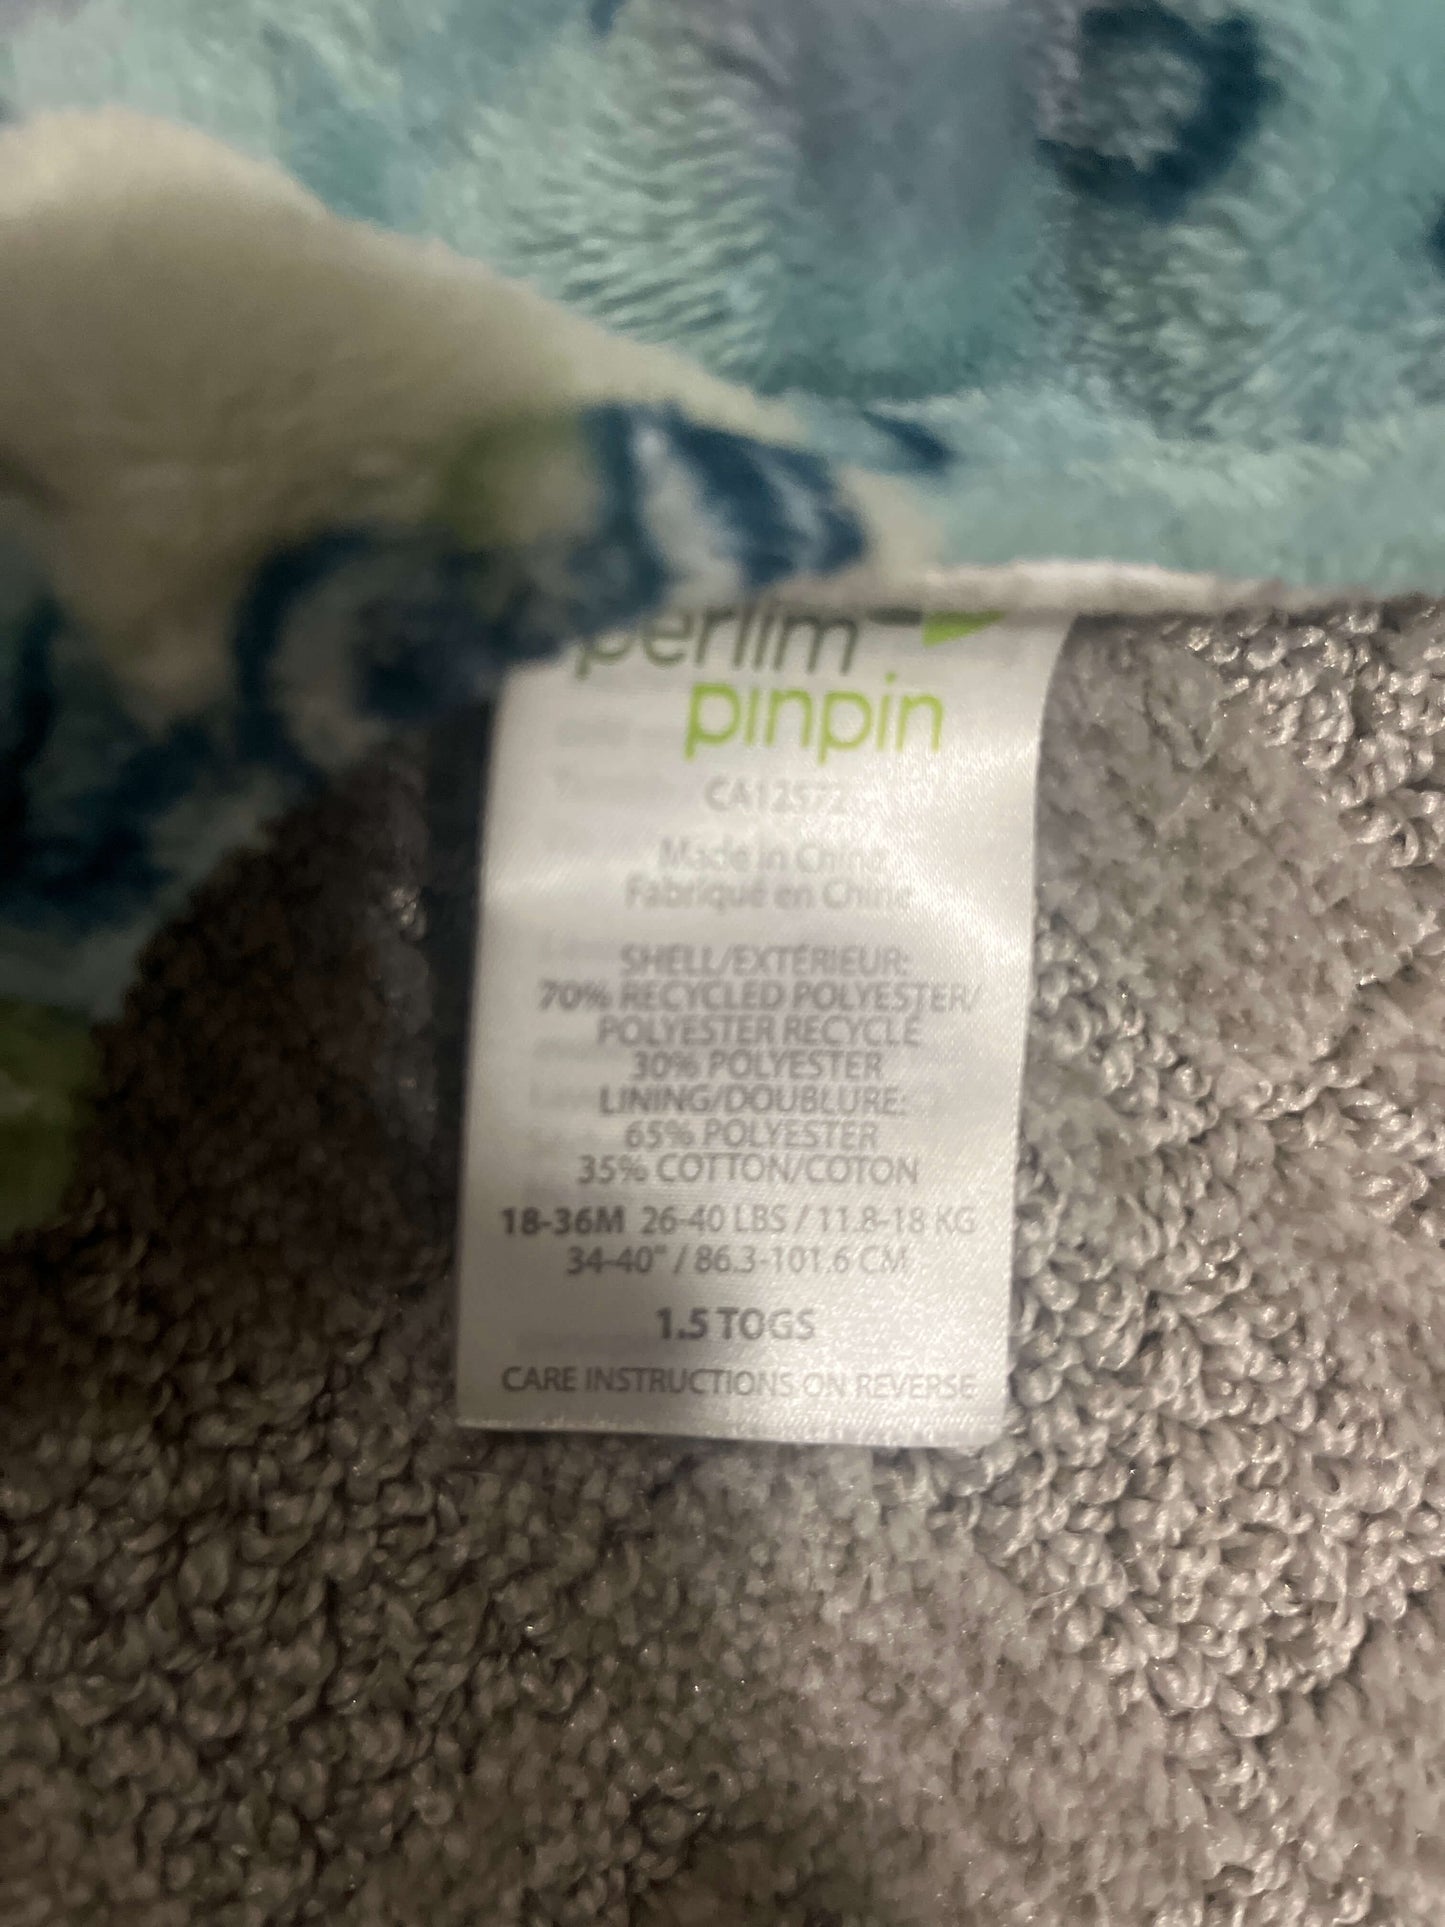 perlim
pinpin
CA12572
Made in China
Fabriqué en Chine
SHELL/EXTÉRIEUR:
70% RECYCLED POLYESTER/
POLYESTER RECYCLÉ
30% POLYESTER
LINING/DOUBLURE:
65% POLYESTER
35% COTTON/COTON
18-36M 26-40 LBS / 11.8-18 KG
34-40" / 86.3-101.6 CM
1.5 TOGS
CARE INSTRUCTIONS ON REVERSE